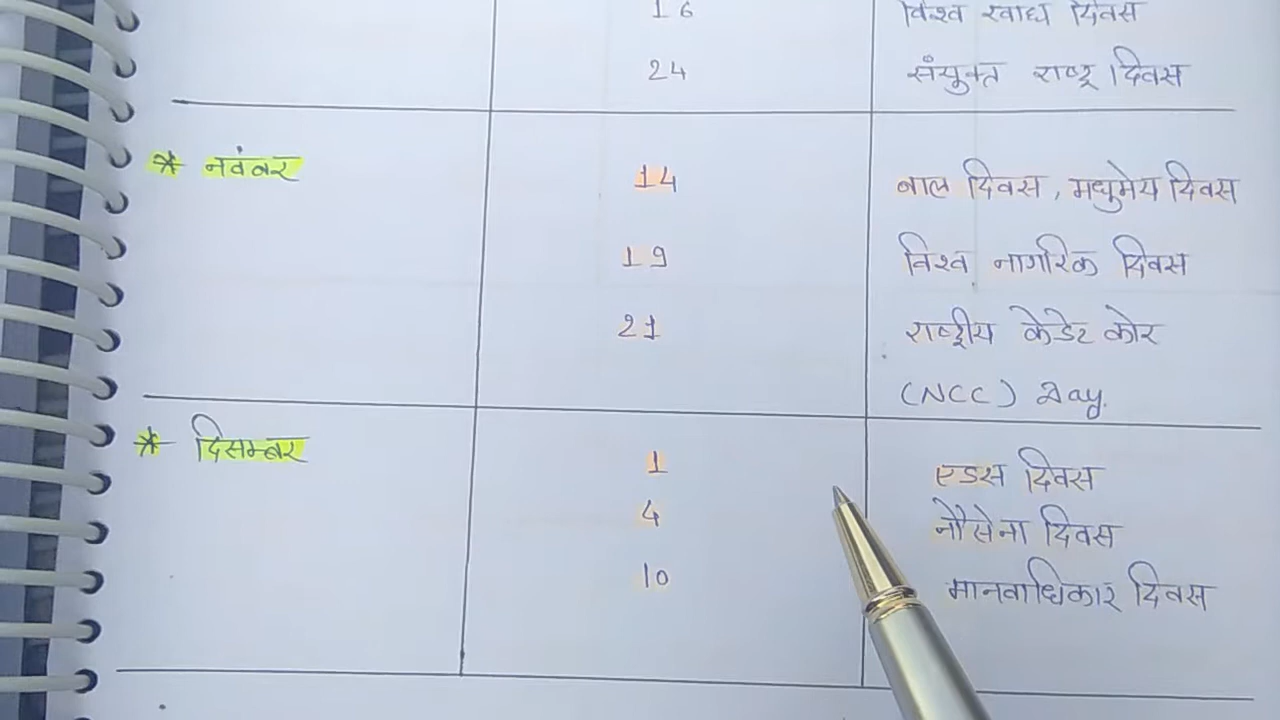 16 विश्व खाद्य दिवस
24 संयुक्त राष्ट्र दिवस
* नवंबर 14 बाल दिवस, मधुमेय दिवस
19 विश्व नागरिक दिवस
21 राष्ट्रीय केडेट कोर
(NCC) Day.
* दिसम्बर 1 एडस दिवस
4 नौसेना दिवस
10 मानवाधिकार दिवस